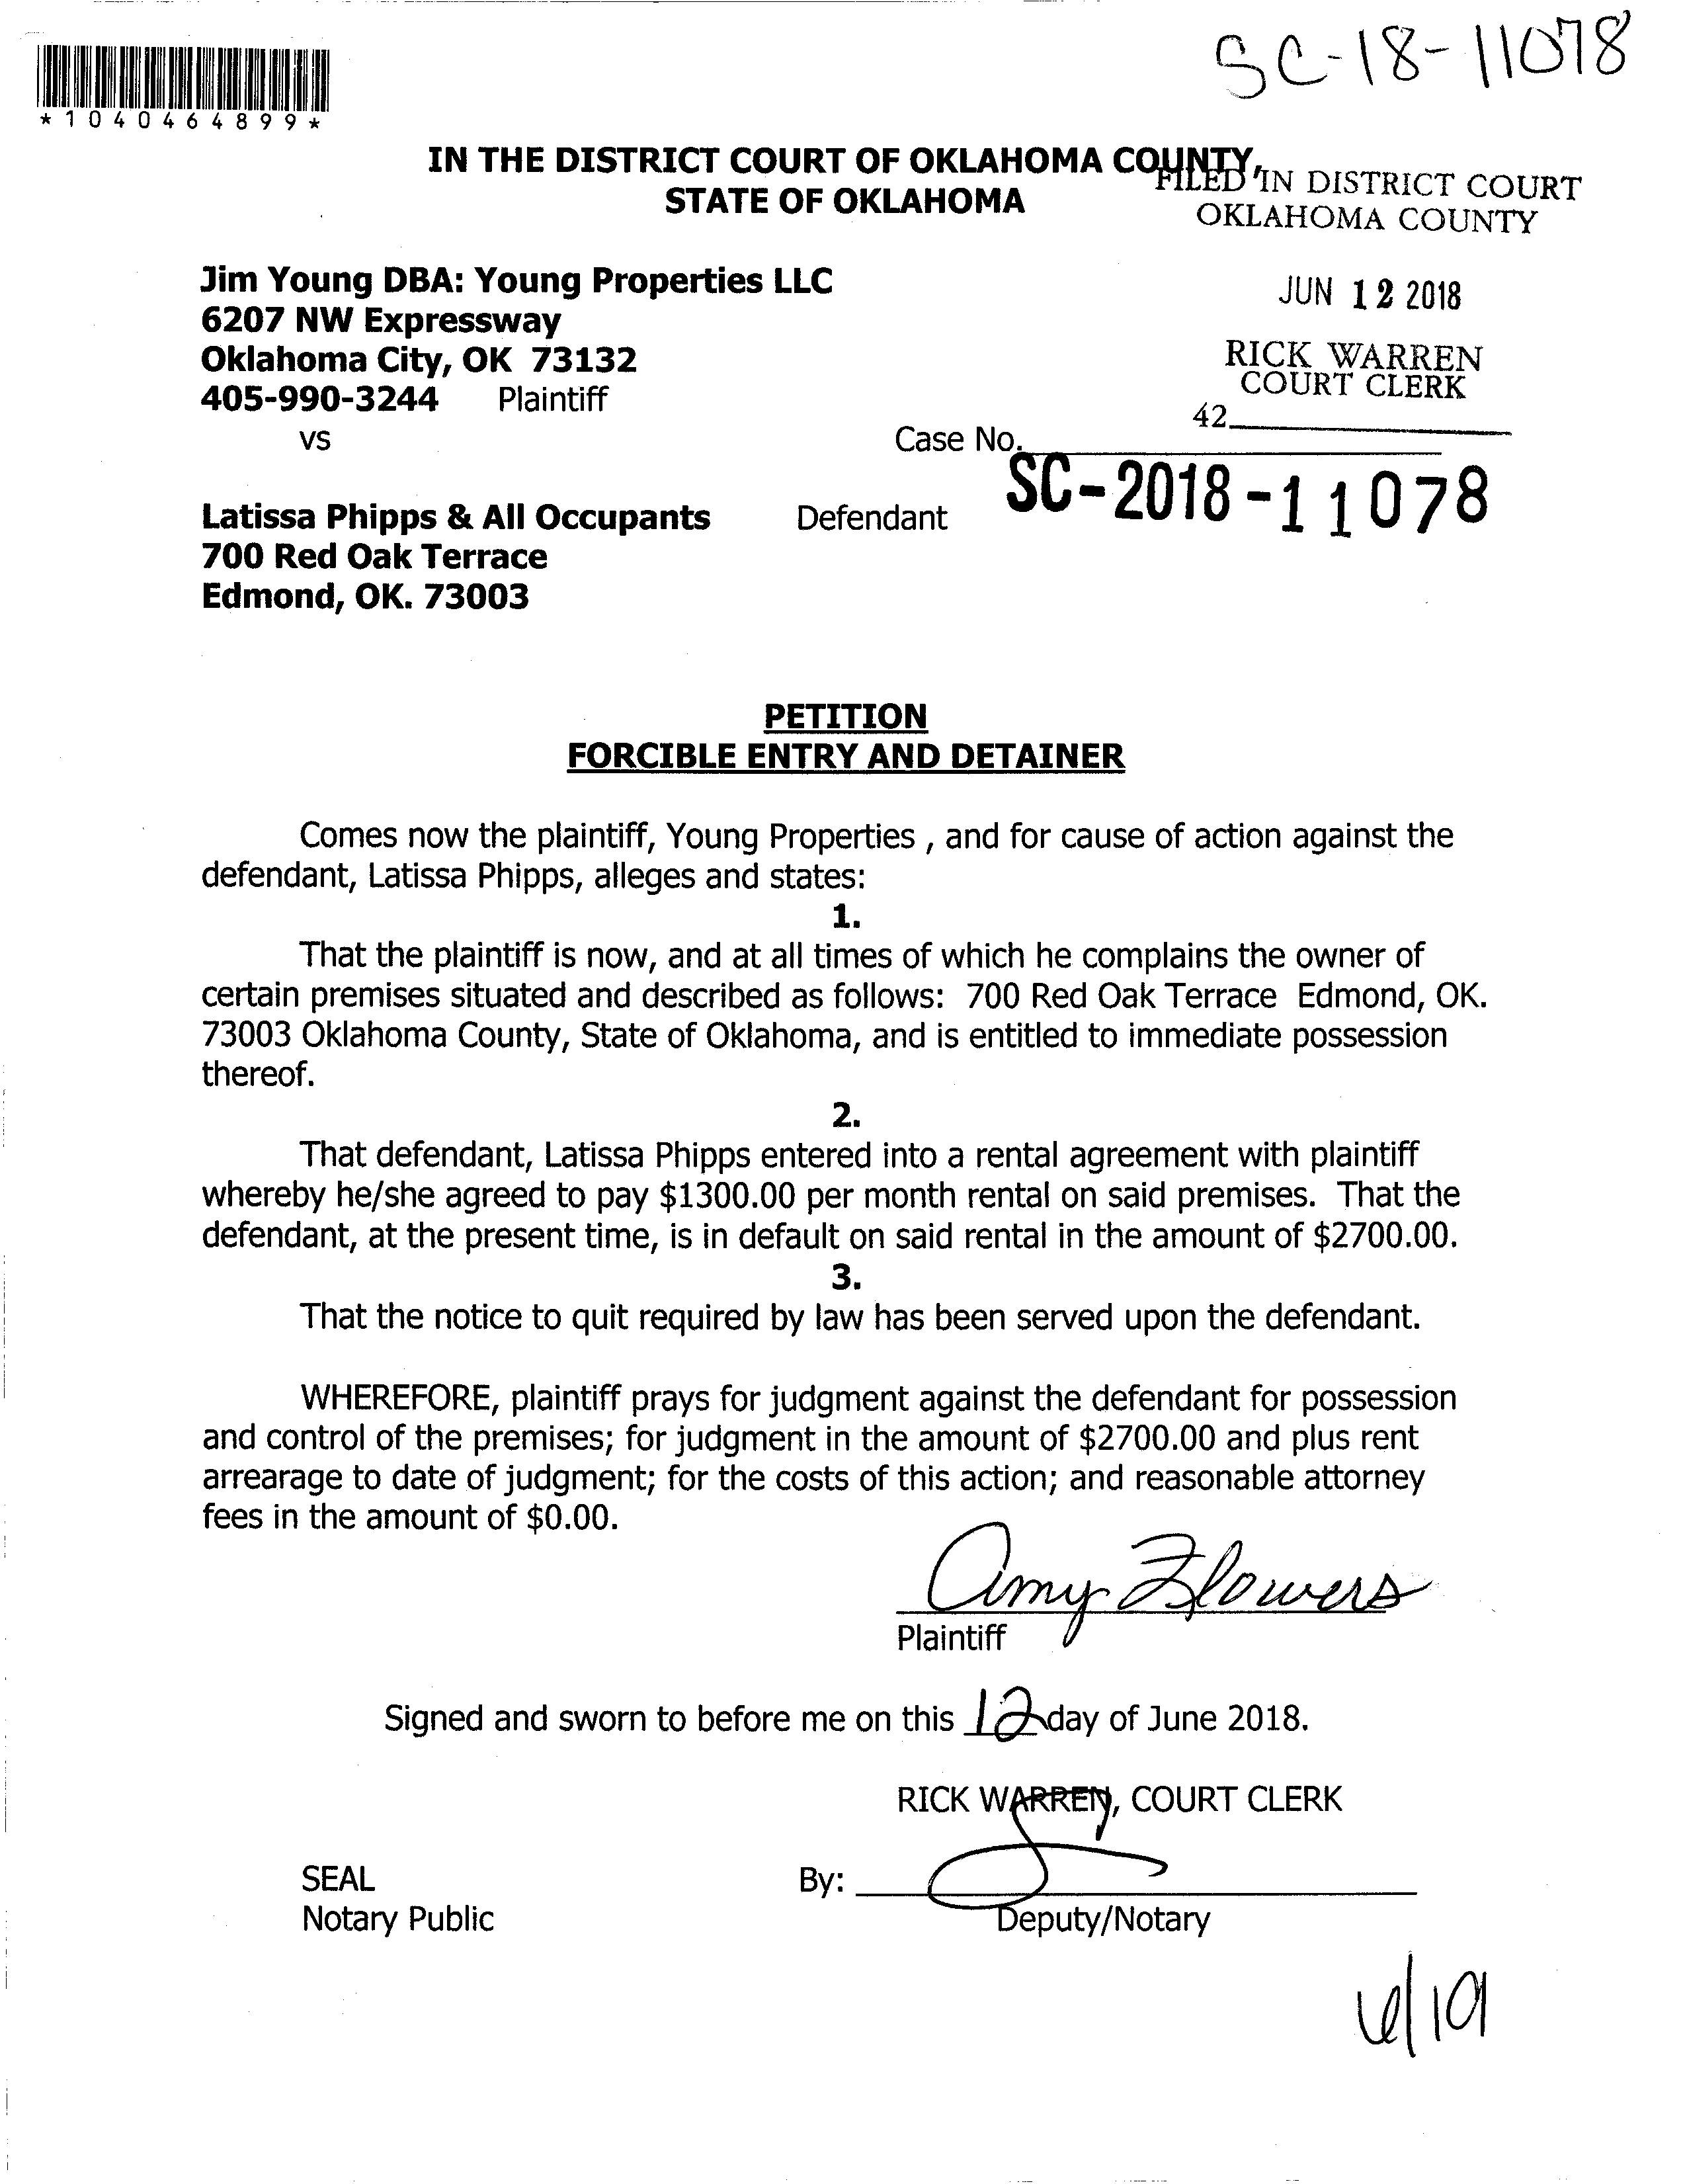 SC-18-11078
*1040464899*
IN THE DISTRICT COURT OF OKLAHOMA COUNTY,
STATE OF OKLAHOMA
FILED IN DISTRICT COURT
OKLAHOMA COUNTY
JUN 12 2018
RICK WARREN
COURT CLERK
42
Jim Young DBA: Young Properties LLC
6207 NW Expressway
Oklahoma City, OK 73132
405-990-3244 Plaintiff
vs
Case No.
SC-2018-11078
Latissa Phipps & All Occupants Defendant
700 Red Oak Terrace
Edmond, OK. 73003
PETITION
FORCIBLE ENTRY AND DETAINER
Comes now the plaintiff, Young Properties , and for cause of action against the
defendant, Latissa Phipps, alleges and states:
1.
That the plaintiff is now, and at all times of which he complains the owner of
certain premises situated and described as follows: 700 Red Oak Terrace Edmond, OK.
73003 Oklahoma County, State of Oklahoma, and is entitled to immediate possession
thereof.
2.
That defendant, Latissa Phipps entered into a rental agreement with plaintiff
whereby he/she agreed to pay $1300.00 per month rental on said premises. That the
defendant, at the present time, is in default on said rental in the amount of $2700.00.
3.
That the notice to quit required by law has been served upon the defendant.
WHEREFORE, plaintiff prays for judgment against the defendant for possession
and control of the premises; for judgment in the amount of $2700.00 and plus rent
arrearage to date of judgment; for the costs of this action; and reasonable attorney
fees in the amount of $0.00.
Amy Flowers
Plaintiff
Signed and sworn to before me on this 12 day of June 2018.
RICK WARREN, COURT CLERK
SEAL By:
Notary Public Deputy/Notary
6/19